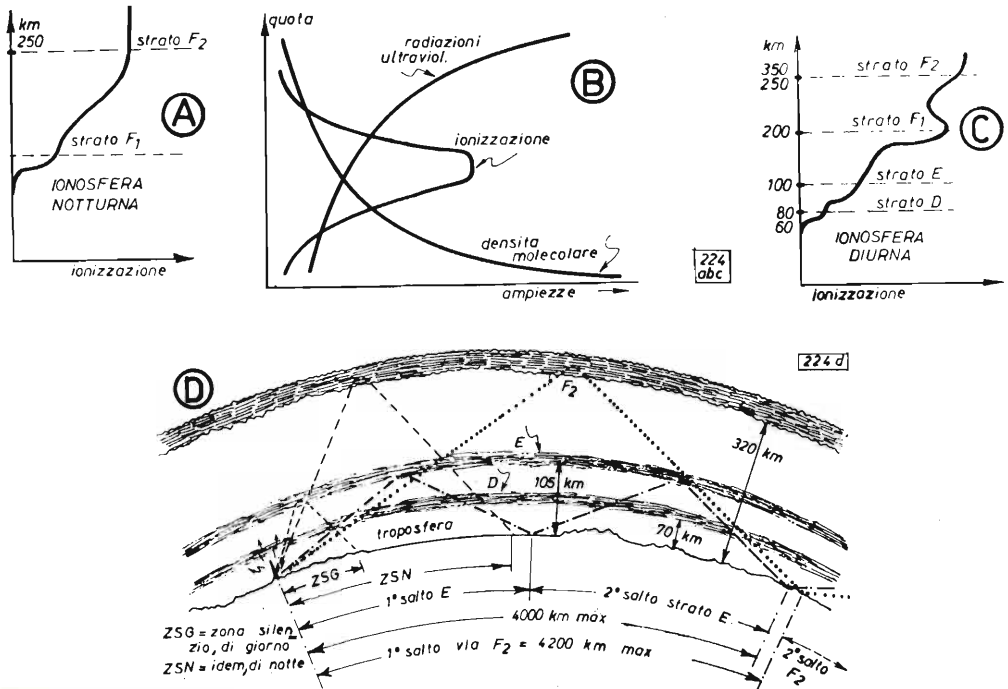 km
250
strato F2
A
strato F1
IONOSFERA
NOTTURNA
ionizzazione
quota
radiazioni
ultraviol.
B
ionizzazione
densita
molecolare
ampiezze
224
abc
km
350
250
strato F2
200
strato F1
C
100
strato E
strato D
80
60
IONOSFERA
DIURNA
ionizzazione
D
224 d
F2
E
D
105 km
320 km
70 km
troposfera
ZSG
ZSN
1° salto E
2° salto strato E
4000 km max
1° salto via F2 = 4200 km max
2° salto
F2
ZSG = zona silen
zio, di giorno
ZSN = idem, di notte